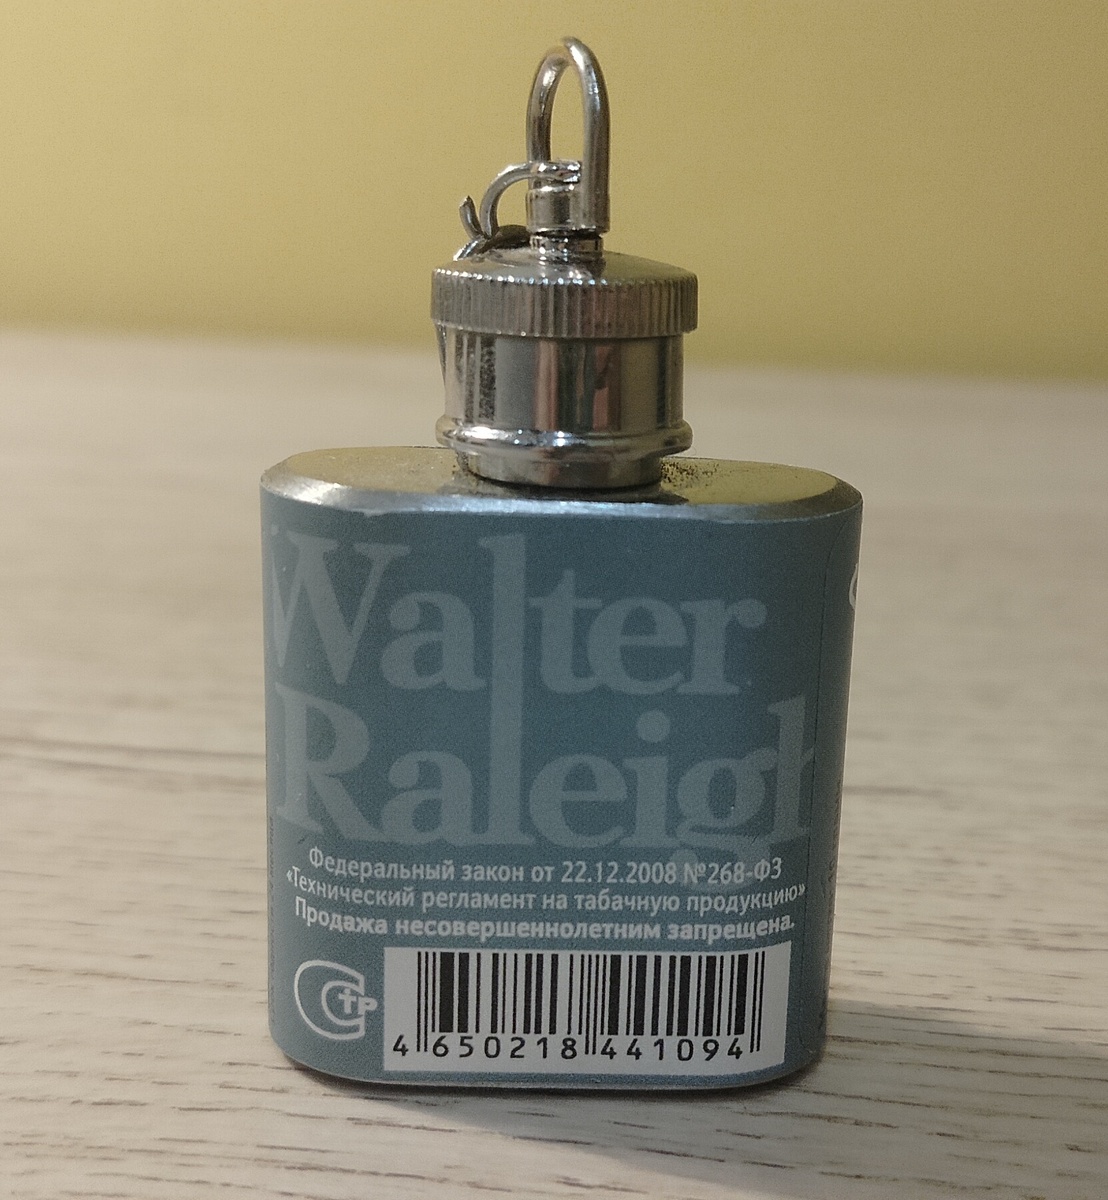 Walter
Raleigh
Федеральный закон от 22.12.2008 №268-ФЗ
«Технический регламент на табачную продукцию»
Продажа несовершеннолетним запрещена.
СтР
4 650218 441094